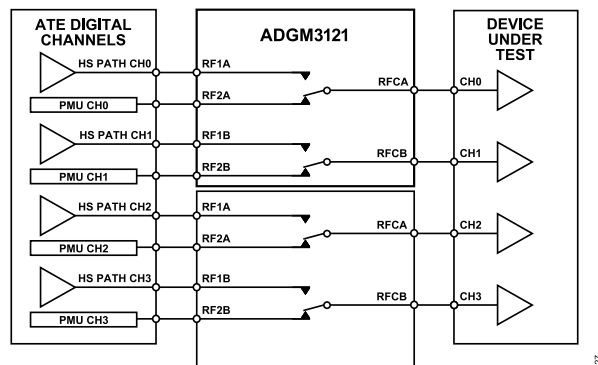 ATE DIGITAL
CHANNELS
ADGM3121
DEVICE
UNDER
TEST
HS PATH CH0
RF1A
PMU CH0
RF2A
RFCA
CH0
HS PATH CH1
RF1B
PMU CH1
RF2B
RFCB
CH1
HS PATH CH2
RF1A
PMU CH2
RF2A
RFCA
CH2
HS PATH CH3
RF1B
PMU CH3
RF2B
RFCB
CH3